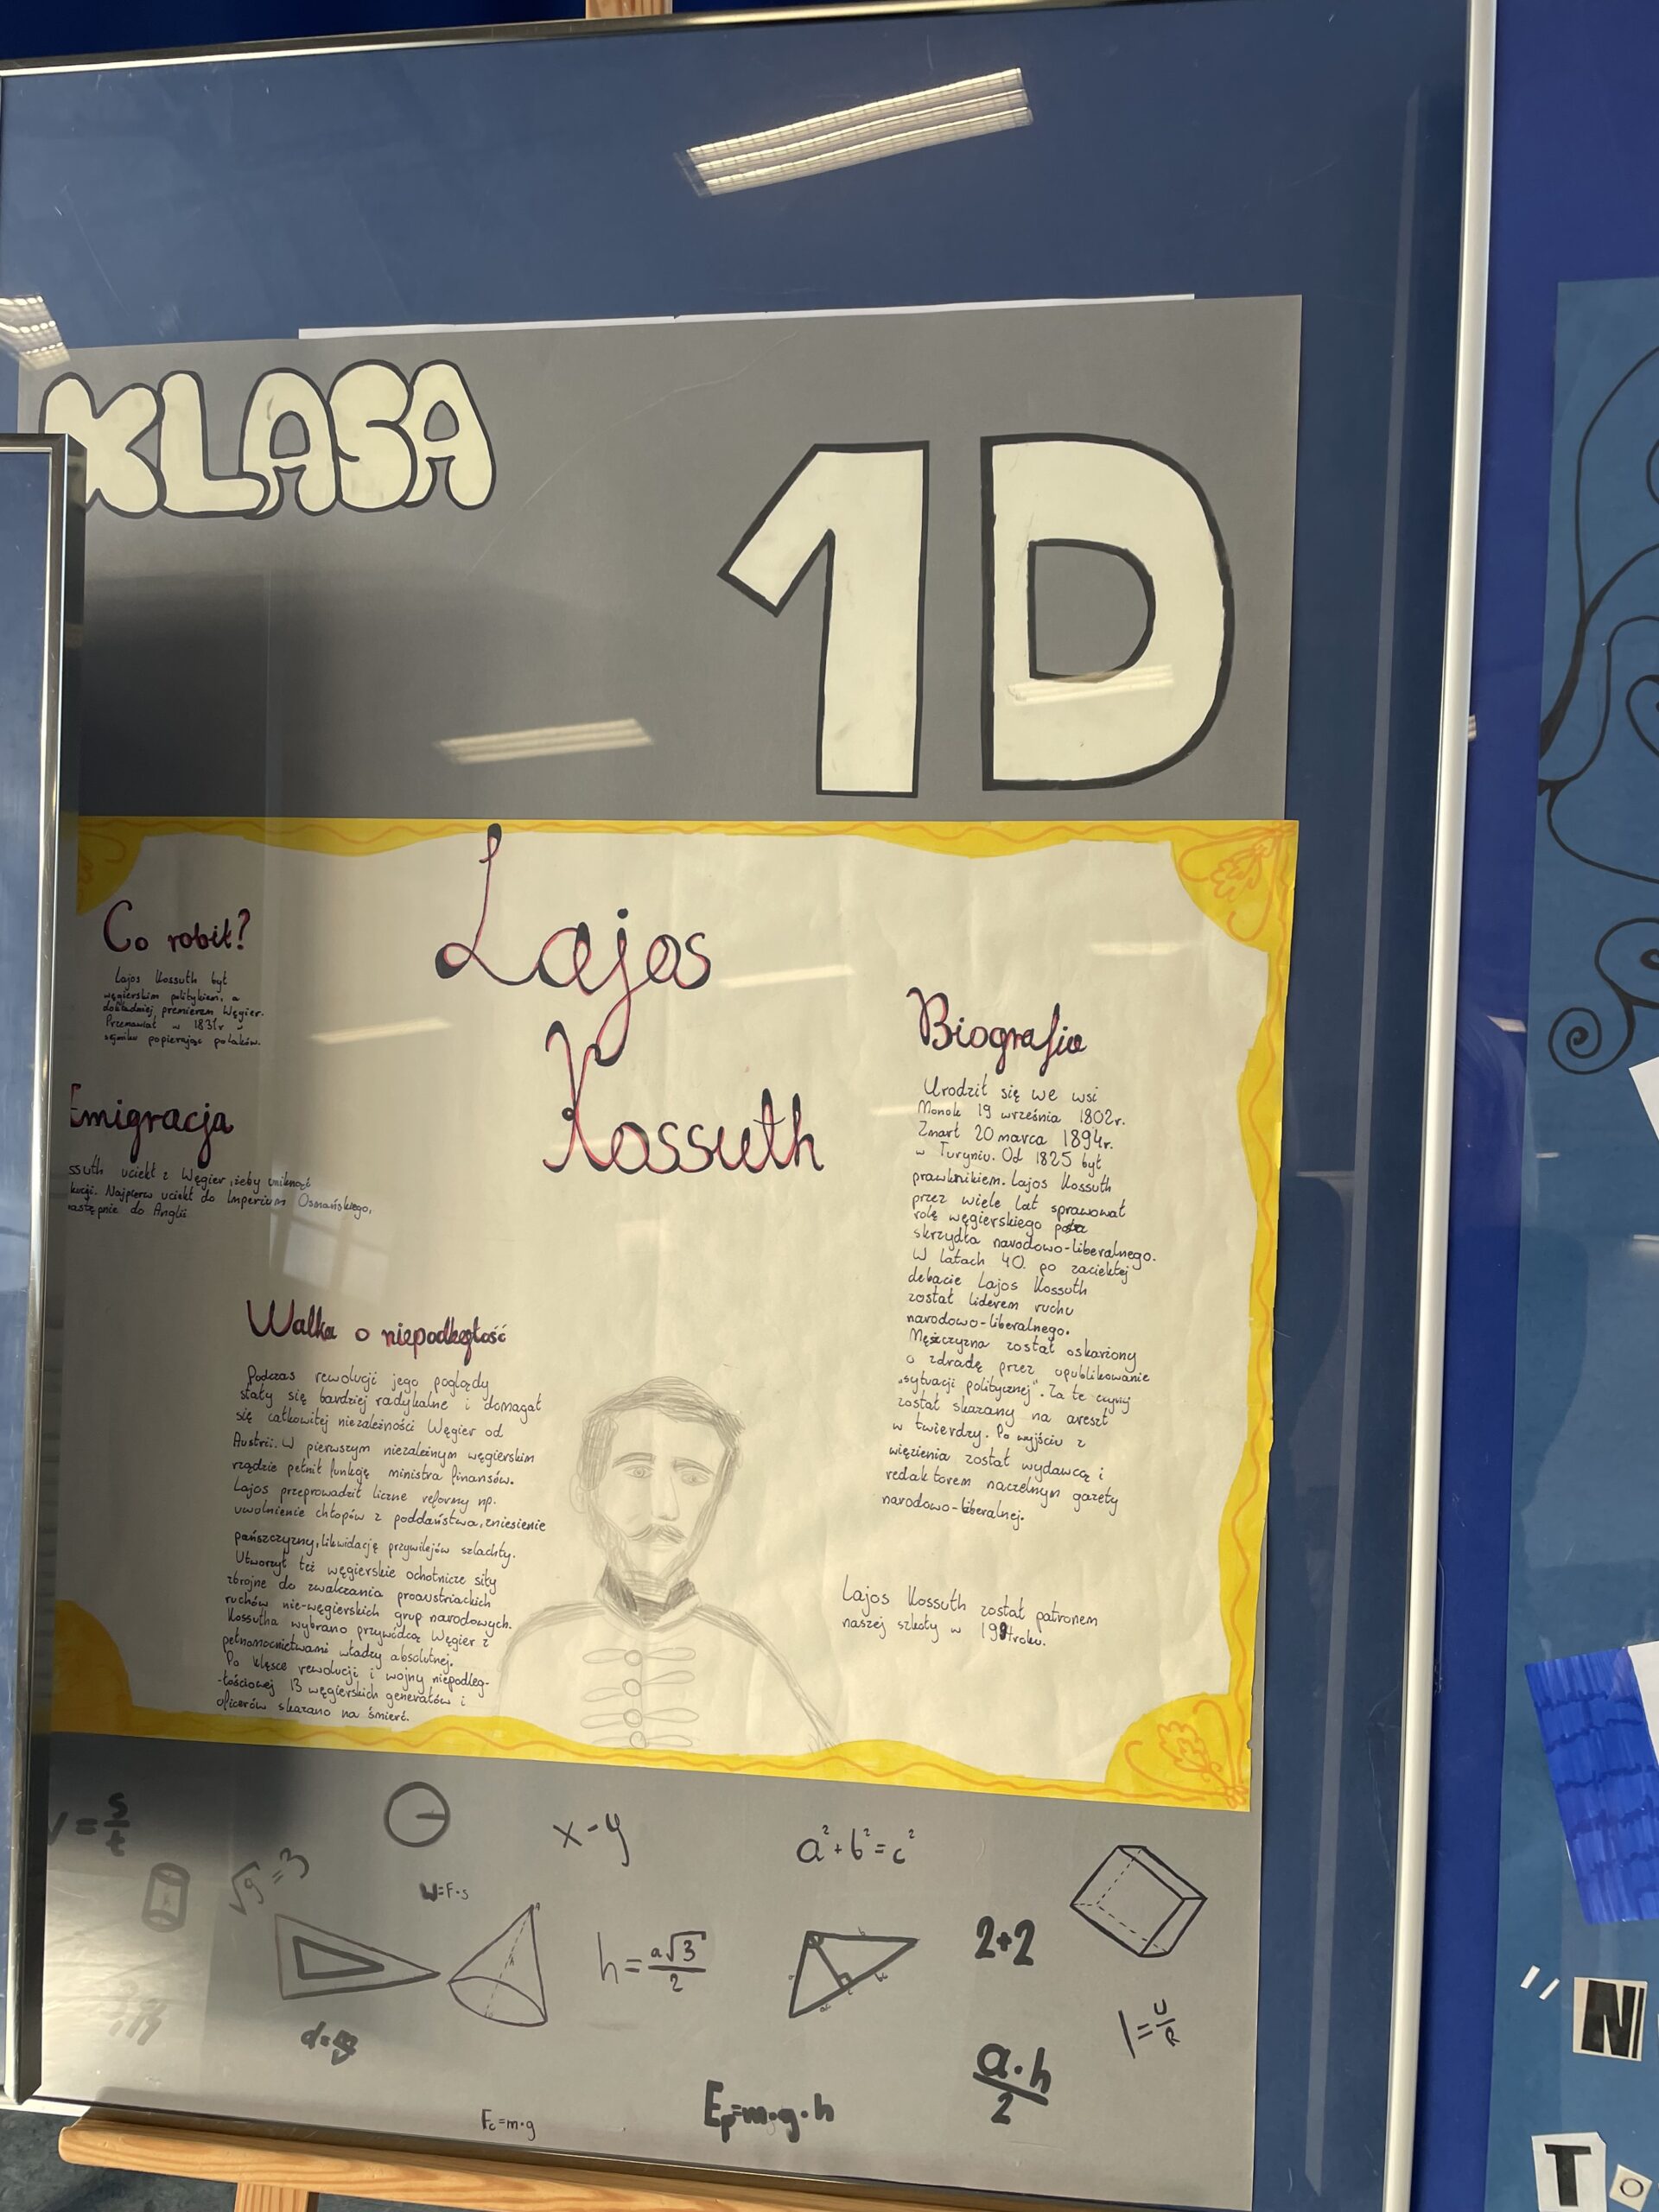 KLASA
1D
Lajos
Kossuth
Co robił?
Lajos Kossuth był
węgierskim politykiem, a
dokładniej premierem Węgier.
Przemawiał w 1831r w
sejmiku popierając polaków.
Emigracja
ssuth uciekł z Węgier, żeby uniknąć
kucji. Najpierw uciekł do Imperium Osmańskiego,
następnie do Anglii
Walka o niepodległość
Podczas rewolucji jego poglądy
stały się bardziej radykalne i domagał
się całkowitej niezależności Węgier od
Austrii. W pierwszym niezależnym węgierskim
rządzie pełnił funkcję ministra finansów.
Lajos przeprowadził liczne reformy np.
uwolnienie chłopów z poddaństwa, zniesienie
pańszczyzny, likwidację przywilejów szlachty.
Utworzył też węgierskie ochotnicze siły
zbrojne do zwalczania proaustriackich
ruchów nie-węgierskich grup narodowych.
Kossutha wybrano przywódcą Węgier z
pełnomocnictwami władzy absolutnej.
Po klęsce rewolucji i wojny niepodleg-
-łościowej 13 węgierskich generałów i
oficerów skazano na śmierć.
Biografia
Urodził się we wsi
Monok 19 września 1802r.
Zmarł 20 marca 1894r.
w Turyniu. Od 1825 był
prawnikiem. Lajos Kossuth
przez wiele lat sprawował
rolę węgierskiego posła
skrzydła narodowo-liberalnego.
W latach 40. po zaciekłej
debacie Lajos Kossuth
został liderem ruchu
narodowo-liberalnego.
Mężczyzna został oskarżony
o zdradę przez opublikowanie
„sytuacji politycznej". Za te czyny
został skazany na areszt
w twierdzy. Po wyjściu z
więzienia został wydawcą i
redaktorem naczelnym gazety
narodowo-liberalnej.
Lajos Kossuth został patronem
naszej szkoły w roku.
V=s/t
√9=3
W=F·s
x-y
a²+b²=c²
h=a√3/2
2+2
I=U/R
a·h/2
Fc=m·g
Ep=m·g·h
N
T
O